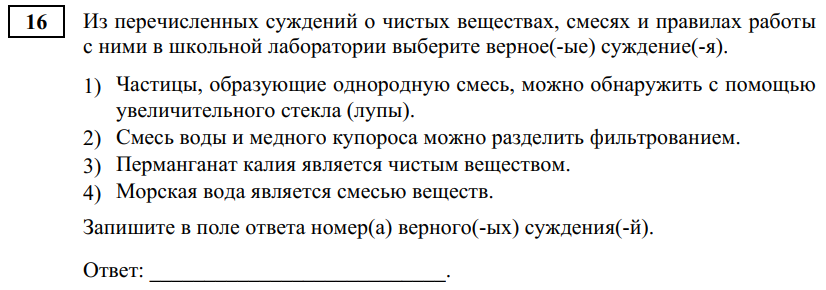 16
Из перечисленных суждений о чистых веществах, смесях и правилах работы
с ними в школьной лаборатории выберите верное(-ые) суждение(-я).
1) Частицы, образующие однородную смесь, можно обнаружить с помощью
увеличительного стекла (лупы).
2) Смесь воды и медного купороса можно разделить фильтрованием.
3) Перманганат калия является чистым веществом.
4) Морская вода является смесью веществ.
Запишите в поле ответа номер(а) верного(-ых) суждения(-й).
Ответ: ___________________________.